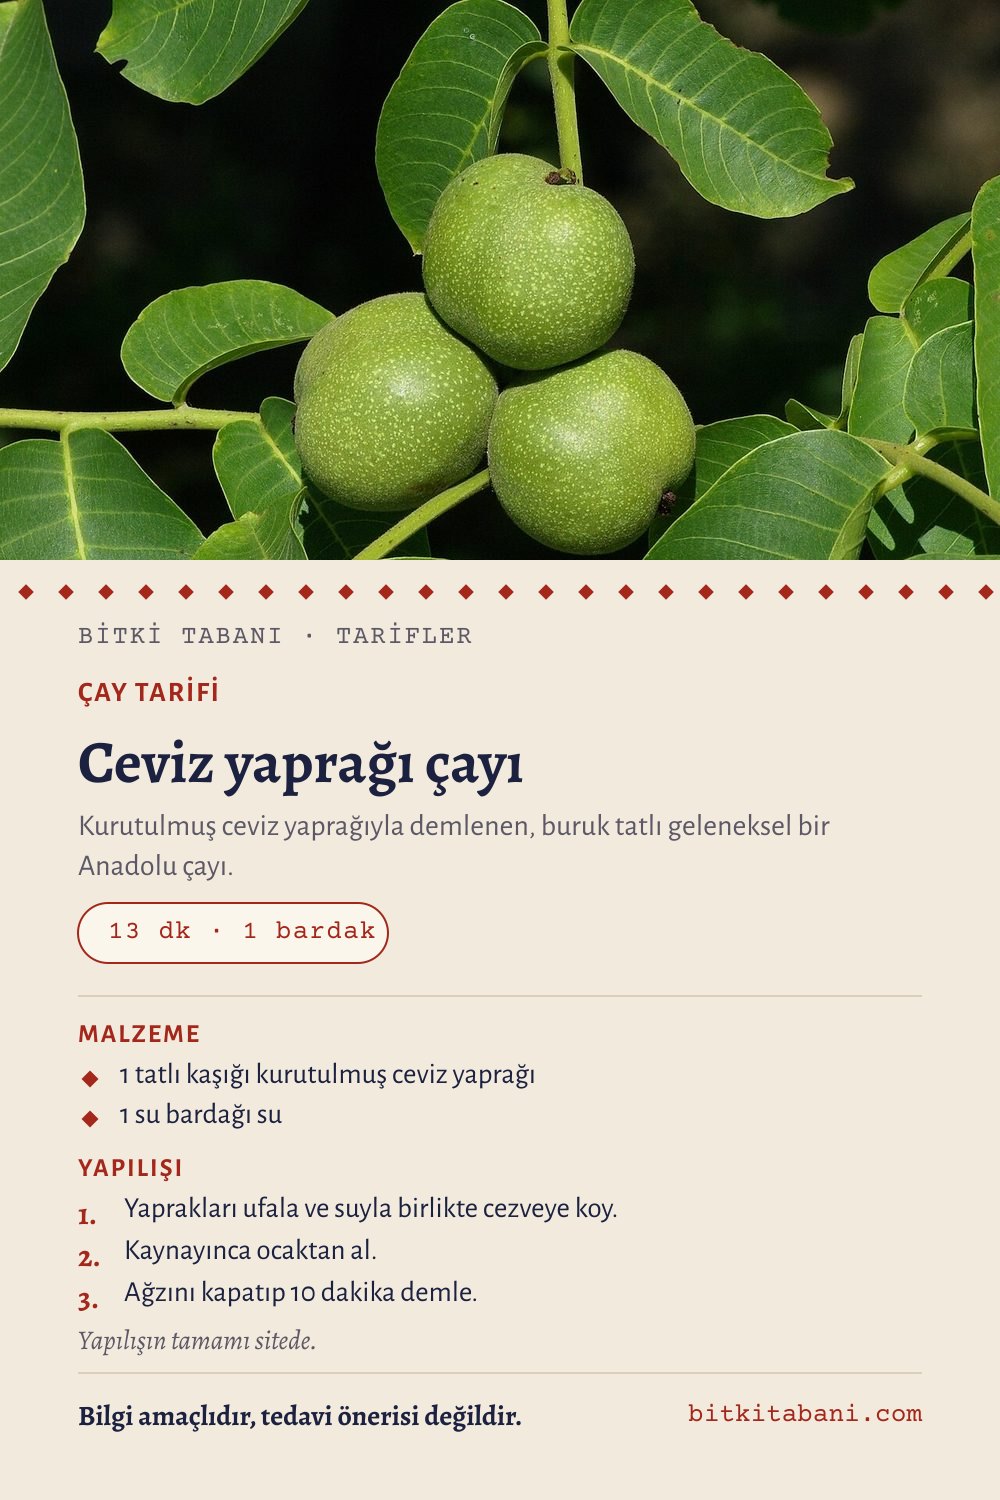 BİTKİ TABANI · TARİFLER
ÇAY TARİFİ
Ceviz yaprağı çayı
Kurutulmuş ceviz yaprağıyla demlenen, buruk tatlı geleneksel bir
Anadolu çayı.
13 dk · 1 bardak
MALZEME
◆ 1 tatlı kaşığı kurutulmuş ceviz yaprağı
◆ 1 su bardağı su
YAPILIŞI
1. Yaprakları ufala ve suyla birlikte cezveye koy.
2. Kaynayınca ocaktan al.
3. Ağzını kapatıp 10 dakika demle.
Yapılışın tamamı sitede.
Bilgi amaçlıdır, tedavi önerisi değildir. bitkitabani.com